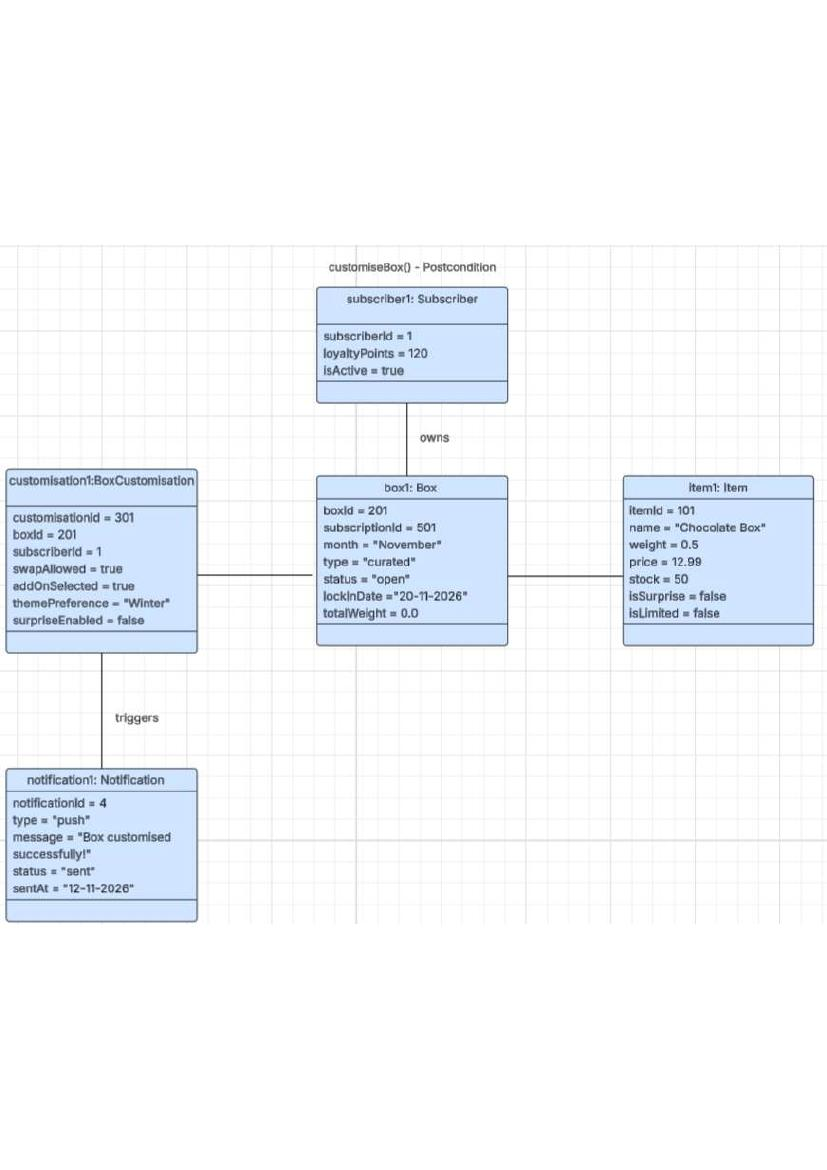 customiseBox() - Postcondition
subscriber1: Subscriber
subscriberId = 1
loyaltyPoints = 120
isActive = true
owns
customisation1:BoxCustomisation
customisationId = 301
boxId = 201
subscriberId = 1
swapAllowed = true
addOnSelected = true
themePreference = "Winter"
surpriseEnabled = false
box1: Box
boxId = 201
subscriptionId = 501
month = "November"
type = "curated"
status = "open"
lockInDate ="20-11-2026"
totalWeight = 0.0
item1: Item
itemId = 101
name = "Chocolate Box"
weight = 0.5
price = 12.99
stock = 50
isSurprise = false
isLimited = false
triggers
notification1: Notification
notificationId = 4
type = "push"
message = "Box customised
successfully!"
status = "sent"
sentAt = "12-11-2026"